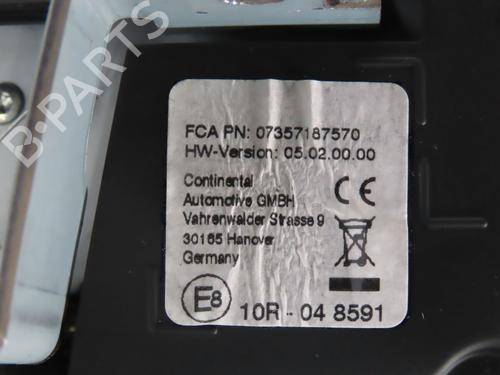 B-PARTS
FCA PN: 07357187570
HW-Version: 05.02.00.00
Continental
Automotive GMBH
Vahrenwalder Strasse 9
30165 Hanover
Germany
CE
E8
10R - 04 8591